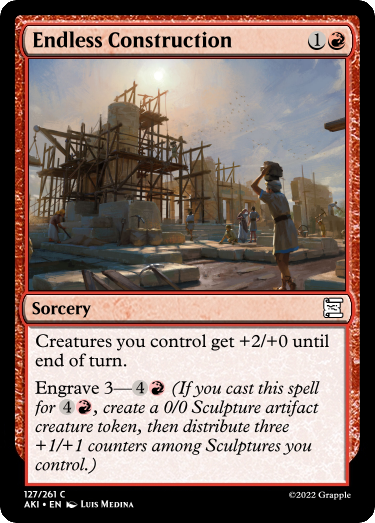 Endless Construction 1
Sorcery
Creatures you control get +2/+0 until
end of turn.
Engrave 3—4 (If you cast this spell
for 4, create a 0/0 Sculpture artifact
creature token, then distribute three
+1/+1 counters among Sculptures you
control.)
127/261 C
AKI • EN Luis Medina
©2022 Grapple